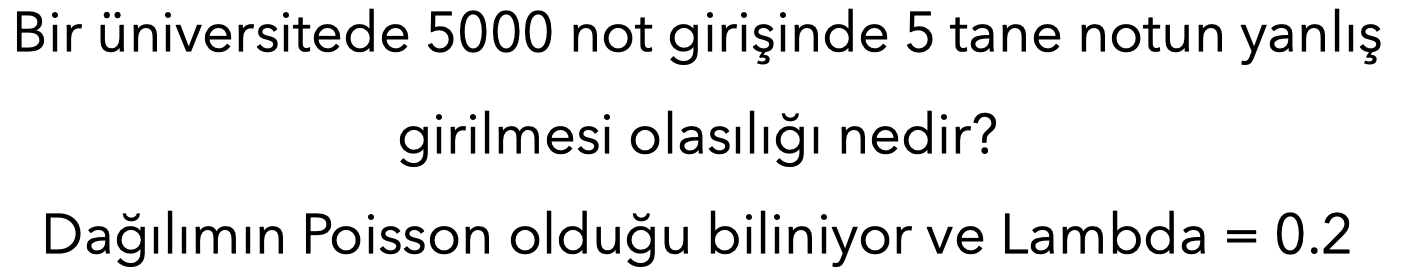 Bir üniversitede 5000 not girişinde 5 tane notun yanlış
girilmesi olasılığı nedir?
Dağılımın Poisson olduğu biliniyor ve Lambda = 0.2